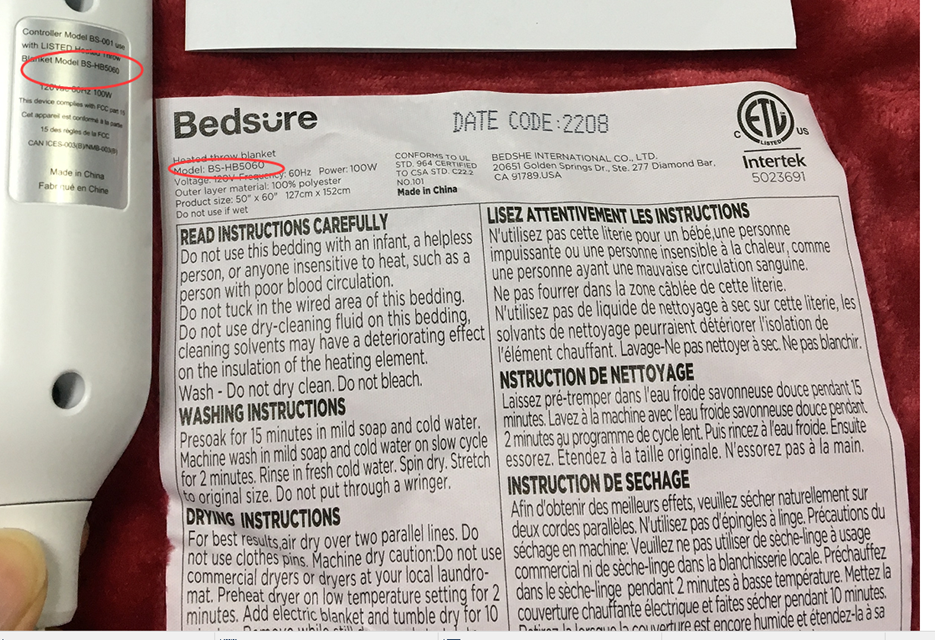 Controller Model BS-001 use
with LISTED Heated Throw
Blanket Model BS-HB5060
120Vac 60Hz 100W
This device complies with FCC part 15
Cet appareil est conforme à la partie
15 des règles de la FCC
CAN ICES-003(B)/NMB-003(B)
Made in China
Fabriqué en Chine
Bedsure
DATE CODE:2208
Heated throw blanket
Model: BS-HB5060
Voltage: 120V Frequency: 60Hz Power: 100W
Outer layer material: 100% polyester
Product size: 50" x 60" 127cm x 152cm
Do not use if wet
CONFORMS TO UL
STD. 964 CERTIFIED
TO CSA STD. C22.2
NO.101
Made in China
BEDSHE INTERNATIONAL CO., LTD.
20651 Golden Springs Dr., Ste. 277 Diamond Bar,
CA 91789.USA
ETL
C US
LISTED
Intertek
5023691
READ INSTRUCTIONS CAREFULLY
Do not use this bedding with an infant, a helpless
person, or anyone insensitive to heat, such as a
person with poor blood circulation.
Do not tuck in the wired area of this bedding.
Do not use dry-cleaning fluid on this bedding,
cleaning solvents may have a deteriorating effect
on the insulation of the heating element.
Wash - Do not dry clean. Do not bleach.
WASHING INSTRUCTIONS
Presoak for 15 minutes in mild soap and cold water.
Machine wash in mild soap and cold water on slow cycle
for 2 minutes. Rinse in fresh cold water. Spin dry. Stretch
to original size. Do not put through a wringer.
DRYING INSTRUCTIONS
For best results,air dry over two parallel lines. Do
not use clothes pins. Machine dry caution:Do not use
commercial dryers or dryers at your local laundro-
mat. Preheat dryer on low temperature setting for 2
minutes. Add electric blanket and tumble dry for 10
LISEZ ATTENTIVEMENT LES INSTRUCTIONS
N'utilisez pas cette literie pour un bébé,une personne
impuissante ou une personne insensible à la chaleur, comme
une personne ayant une mauvaise circulation sanguine.
Ne pas fourrer dans la zone câblée de cette literie.
N'utilisez pas de liquide de nettoyage à sec sur cette literie, les
solvants de nettoyage peurraient détériorer l'isolation de
l'élément chauffant. Lavage-Ne pas nettoyer à sec. Ne pas blanchir.
NSTRUCTION DE NETTOYAGE
Laissez pré-tremper dans l'eau froide savonneuse douce pendant 15
minutes. Lavez à la machine avec l'eau froide savonneuse douce pendant
2 minutes au programme de cycle lent. Puis rincez à l'eau froide. Ensuite
essorez. Etendez à la taille originale. N'essorez pas à la main.
INSTRUCTION DE SECHAGE
Afin d'obtenir des meilleurs effets, veuillez sécher naturellement sur
deux cordes parallèles. N'utilisez pas d'épingles à linge. Précautions du
séchage en machine: Veuillez ne pas utiliser de sèche-linge à usage
commercial ni de sèche-linge dans la blanchisserie locale. Préchauffez
dans le sèche-linge pendant 2 minutes à basse température. Mettez la
couverture chauffante électrique et faites sécher pendant 10 minutes.
Retirez la lorsque la couverture est encore humide et étendez-la à sa